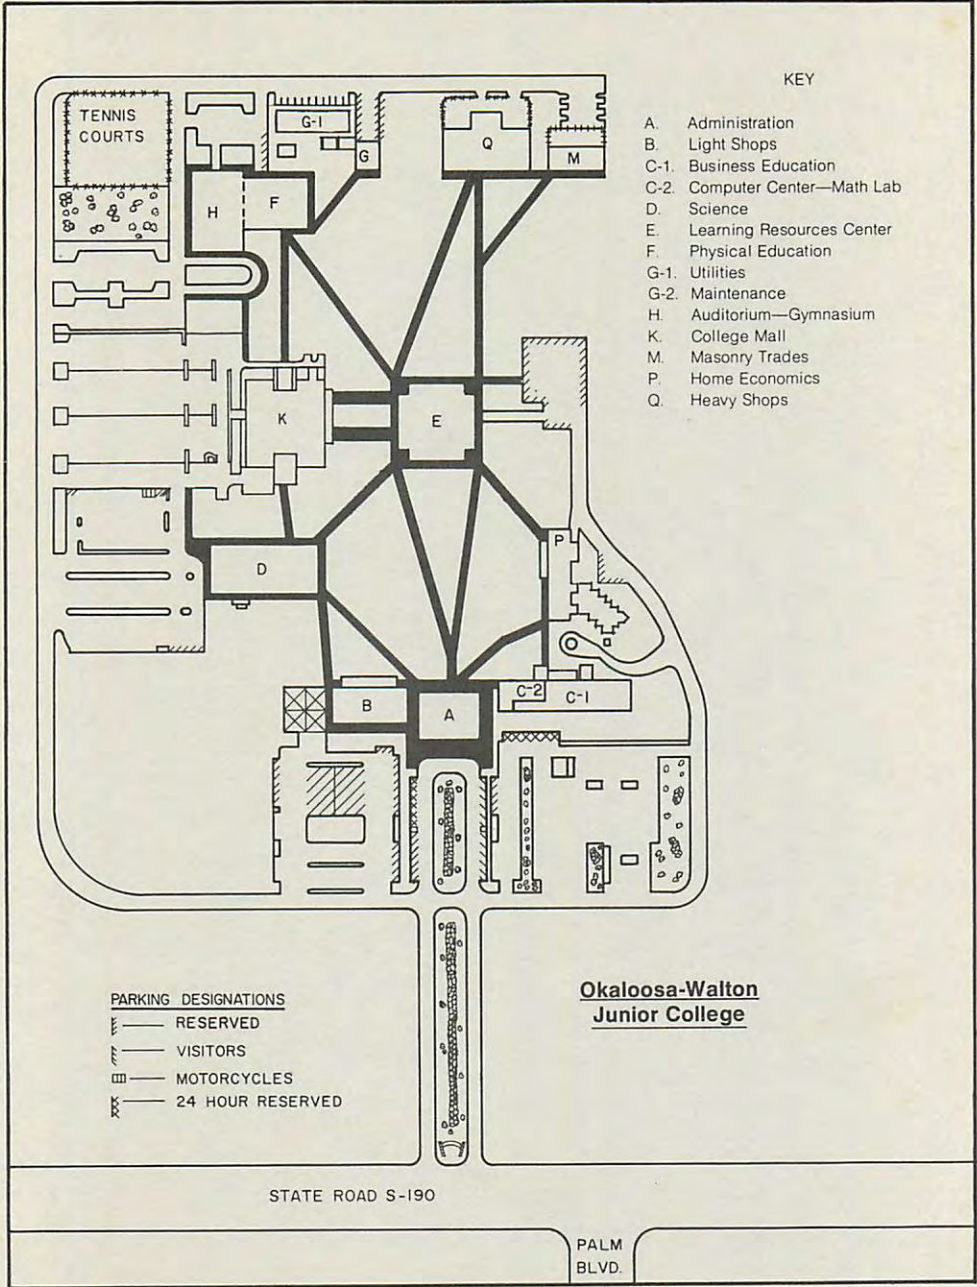 TENNIS
COURTS
G-1
G
Q
M
H
F
K
E
D
P
B
A
C-2
C-1
KEY
A. Administration
B. Light Shops
C-1. Business Education
C-2. Computer Center—Math Lab
D. Science
E. Learning Resources Center
F. Physical Education
G-1. Utilities
G-2. Maintenance
H. Auditorium—Gymnasium
K. College Mall
M. Masonry Trades
P. Home Economics
Q. Heavy Shops
PARKING DESIGNATIONS
RESERVED
VISITORS
MOTORCYCLES
24 HOUR RESERVED
Okaloosa-Walton
Junior College
STATE ROAD S-190
PALM
BLVD.